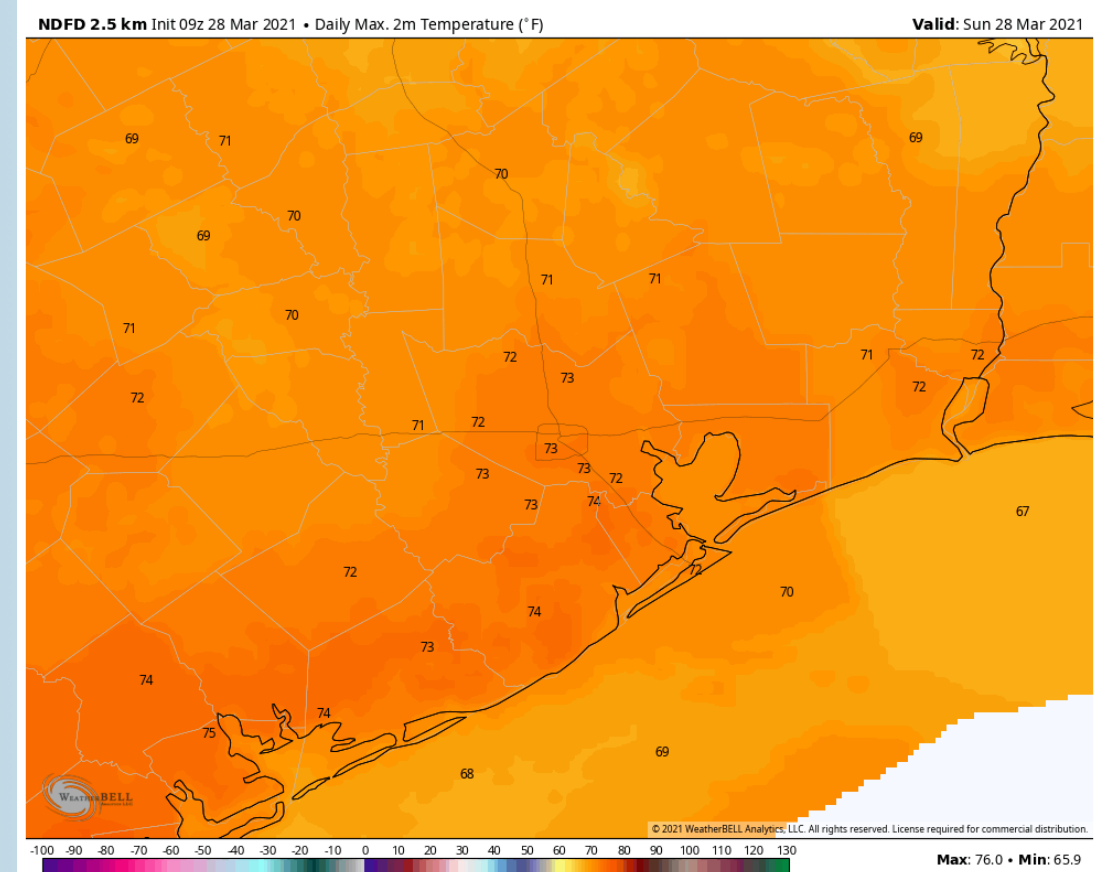 NDFD 2.5 km Init 09z 28 Mar 2021 • Daily Max. 2m Temperature (°F) Valid: Sun 28 Mar 2021
69 71 69
70
70
69
71 71
70
71
72 71 72
73 72
72
71 72
73
73 73 72
73 74
67
72 72
70
74
73
74
74
75
69
68
WEATHERBELL
© 2021 WeatherBELL Analytics, LLC. All rights reserved. License required for commercial distribution.
-100 -90 -80 -70 -60 -50 -40 -30 -20 -10 0 10 20 30 40 50 60 70 80 90 100 110 120 130
Max: 76.0 • Min: 65.9